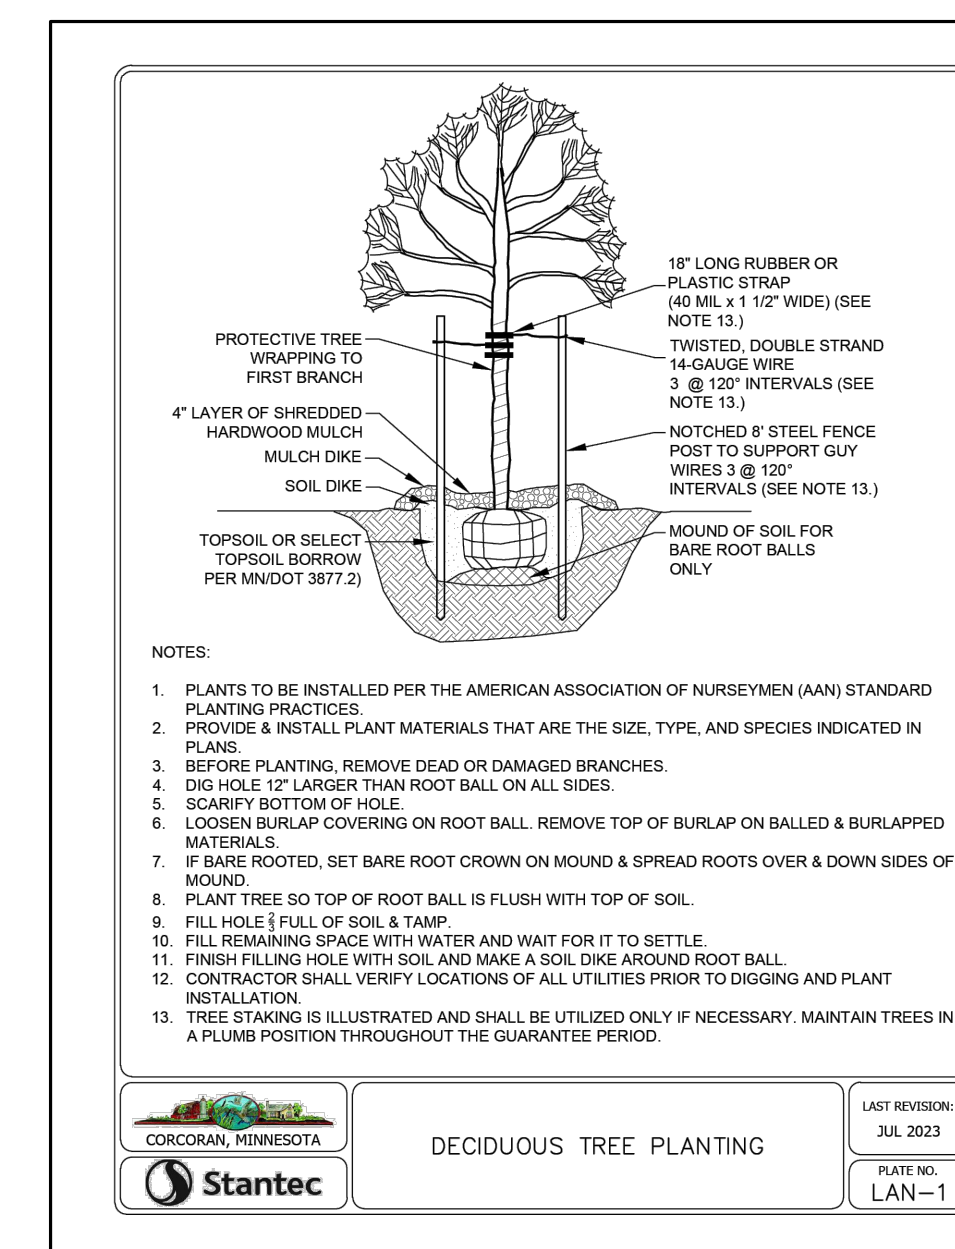 18" LONG RUBBER OR
PLASTIC STRAP
(40 MIL x 1 1/2" WIDE) (SEE
NOTE 13.)
PROTECTIVE TREE
WRAPPING TO
FIRST BRANCH
TWISTED, DOUBLE STRAND
14-GAUGE WIRE
3 @ 120° INTERVALS (SEE
NOTE 13.)
4" LAYER OF SHREDDED
HARDWOOD MULCH
MULCH DIKE
SOIL DIKE
NOTCHED 8' STEEL FENCE
POST TO SUPPORT GUY
WIRES 3 @ 120°
INTERVALS (SEE NOTE 13.)
TOPSOIL OR SELECT
TOPSOIL BORROW
PER MN/DOT 3877.2)
MOUND OF SOIL FOR
BARE ROOT BALLS
ONLY
NOTES:
1. PLANTS TO BE INSTALLED PER THE AMERICAN ASSOCIATION OF NURSEYMEN (AAN) STANDARD
PLANTING PRACTICES.
2. PROVIDE & INSTALL PLANT MATERIALS THAT ARE THE SIZE, TYPE, AND SPECIES INDICATED IN
PLANS.
3. BEFORE PLANTING, REMOVE DEAD OR DAMAGED BRANCHES.
4. DIG HOLE 12" LARGER THAN ROOT BALL ON ALL SIDES.
5. SCARIFY BOTTOM OF HOLE.
6. LOOSEN BURLAP COVERING ON ROOT BALL. REMOVE TOP OF BURLAP ON BALLED & BURLAPPED
MATERIALS.
7. IF BARE ROOTED, SET BARE ROOT CROWN ON MOUND & SPREAD ROOTS OVER & DOWN SIDES OF
MOUND.
8. PLANT TREE SO TOP OF ROOT BALL IS FLUSH WITH TOP OF SOIL.
9. FILL HOLE 2/3 FULL OF SOIL & TAMP.
10. FILL REMAINING SPACE WITH WATER AND WAIT FOR IT TO SETTLE.
11. FINISH FILLING HOLE WITH SOIL AND MAKE A SOIL DIKE AROUND ROOT BALL.
12. CONTRACTOR SHALL VERIFY LOCATIONS OF ALL UTILITIES PRIOR TO DIGGING AND PLANT
INSTALLATION.
13. TREE STAKING IS ILLUSTRATED AND SHALL BE UTILIZED ONLY IF NECESSARY. MAINTAIN TREES IN
A PLUMB POSITION THROUGHOUT THE GUARANTEE PERIOD.
CORCORAN, MINNESOTA
Stantec
DECIDUOUS TREE PLANTING
LAST REVISION:
JUL 2023
PLATE NO.
LAN-1